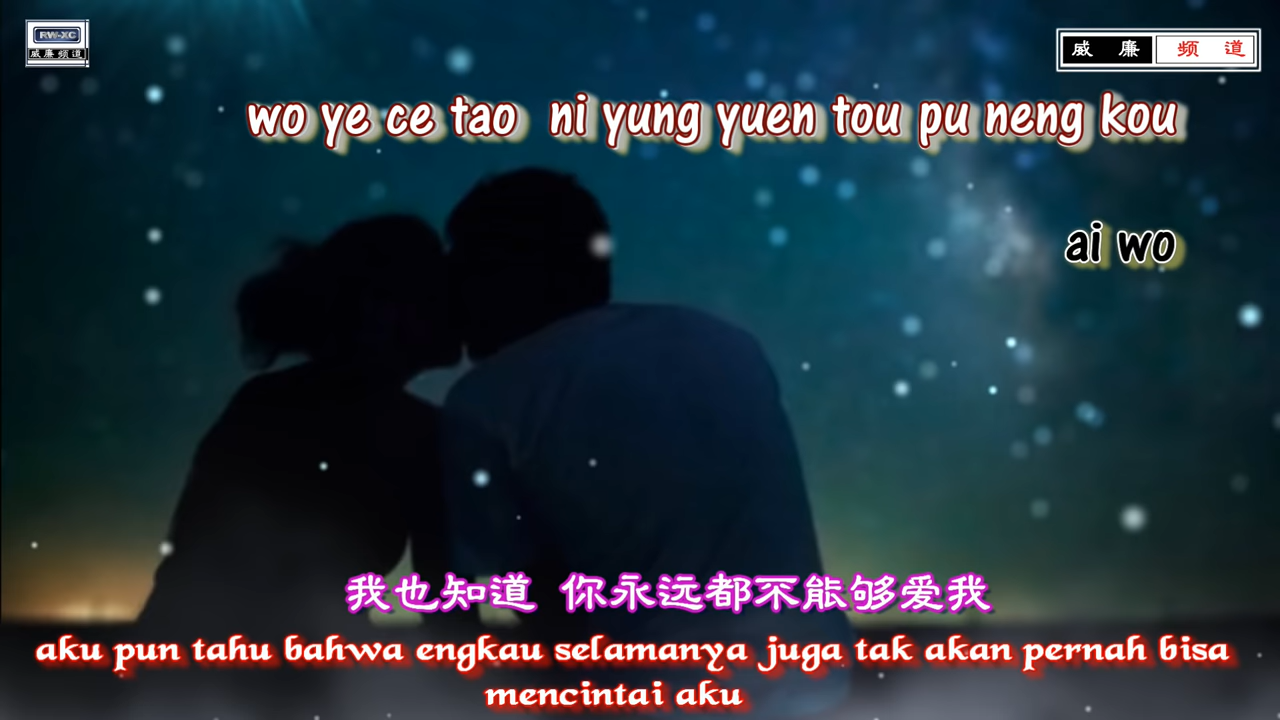 RW-XC
威廉频道
威廉 频道
wo ye ce tao ni yung yuen tou pu neng kou
ai wo
我也知道 你永远都不能够爱我
aku pun tahu bahwa engkau selamanya juga tak akan pernah bisa
mencintai aku